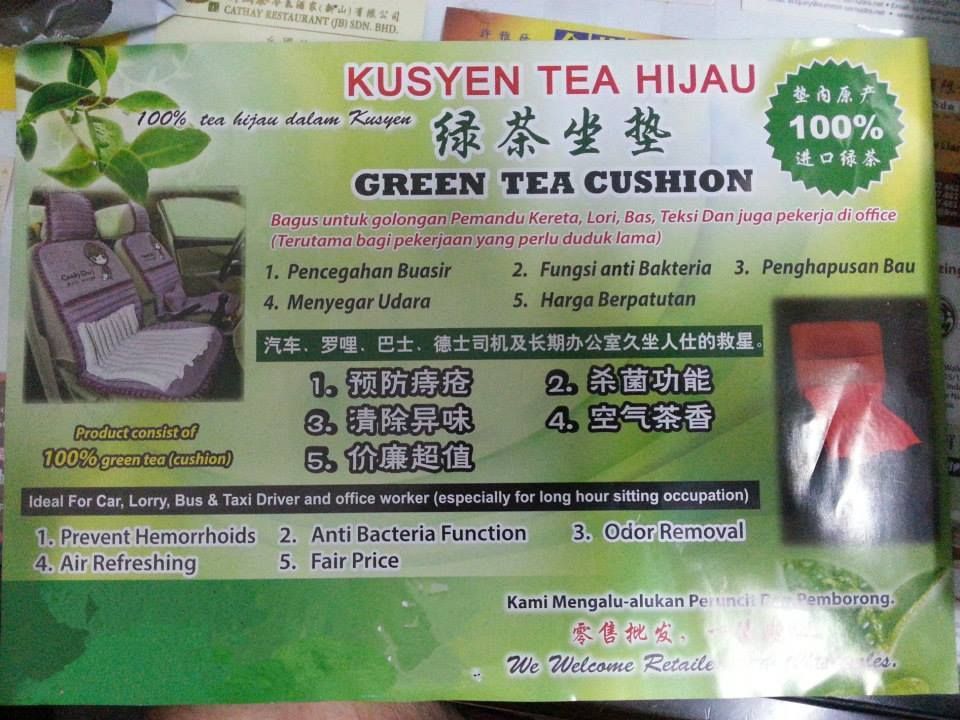 酒家(新山)有限公司
CATHAY RESTAURANT (JB) SDN. BHD.
KUSYEN TEA HIJAU
100% tea hijau dalam Kusyen
绿茶坐垫
GREEN TEA CUSHION
垫内原产
100%
进口绿茶
Bagus untuk golongan Pemandu Kereta, Lori, Bas, Teksi Dan juga pekerja di office
(Terutama bagi pekerjaan yang perlu duduk lama)
1. Pencegahan Buasir 2. Fungsi anti Bakteria 3. Penghapusan Bau
4. Menyegar Udara 5. Harga Berpatutan
汽车、罗哩、巴士、德士司机及长期办公室久坐人仕的救星。
1. 预防痔疮 2. 杀菌功能
3. 清除异味 4. 空气茶香
5. 价廉超值
Product consist of
100% green tea (cushion)
Ideal For Car, Lorry, Bus & Taxi Driver and office worker (especially for long hour sitting occupation)
1. Prevent Hemorrhoids 2. Anti Bacteria Function 3. Odor Removal
4. Air Refreshing 5. Fair Price
Kami Mengalu-alukan Peruncit Dan Pemborong.
零售批发、
We Welcome